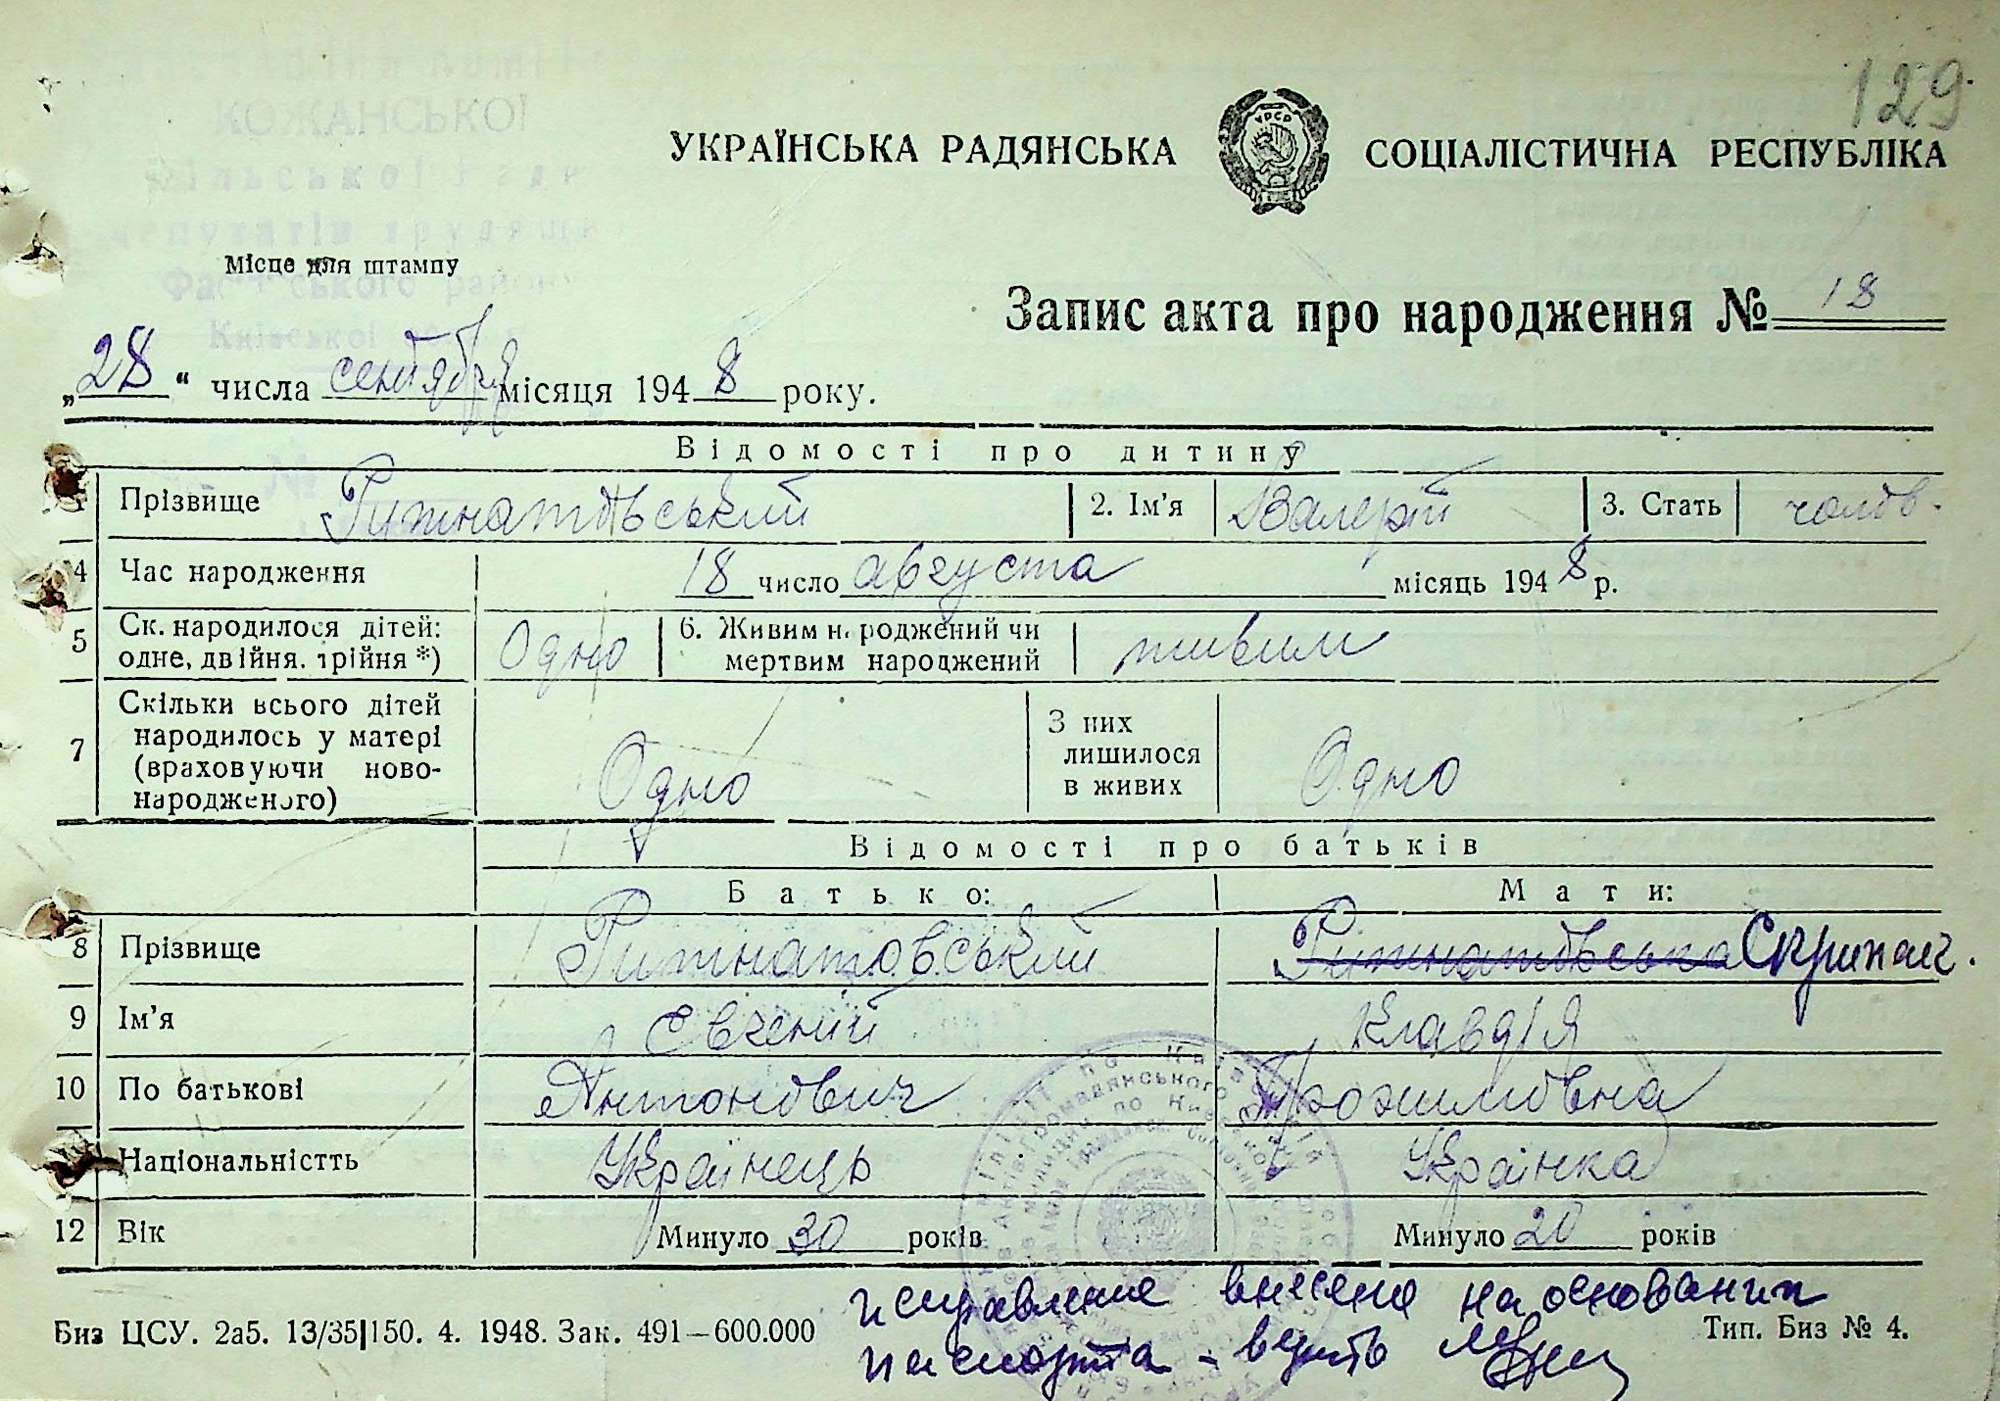 129
КОЖАНСЬКОЇ
УКРАЇНСЬКА РАДЯНСЬКА СОЦІАЛІСТИЧНА РЕСПУБЛІКА
УРСР
Місце для штампу
Запис акта про народження № 18
„28“ числа сентября місяця 1948 року.
Відомості про дитину
Прізвище Ритнатовський 2. Ім'я Валерій 3. Стать чолов.
4 Час народження 18 число августа місяць 1948 р.
5 Ск. народилося дітей: одне, двійня, трійня *) Одно 6. Живим народжений чи мертвим народжений живим
7 Скільки всього дітей народилось у матері (враховуючи новонародженого) Одно З них лишилося в живих Одно
Відомості про батьків
Батько: Мати:
8 Прізвище Ритнатовський Скрипач.
9 Ім'я Евгеній Клавдія
10 По батькові Антонович
Національністть Українець Українка
12 Вік Минуло 30 років Минуло 20 років
исправление внесено на основании
Биз ЦСУ. 2а5. 13/35|150. 4. 1948. Зак. 491—600.000 Тип. Биз № 4.
паспорта - верить